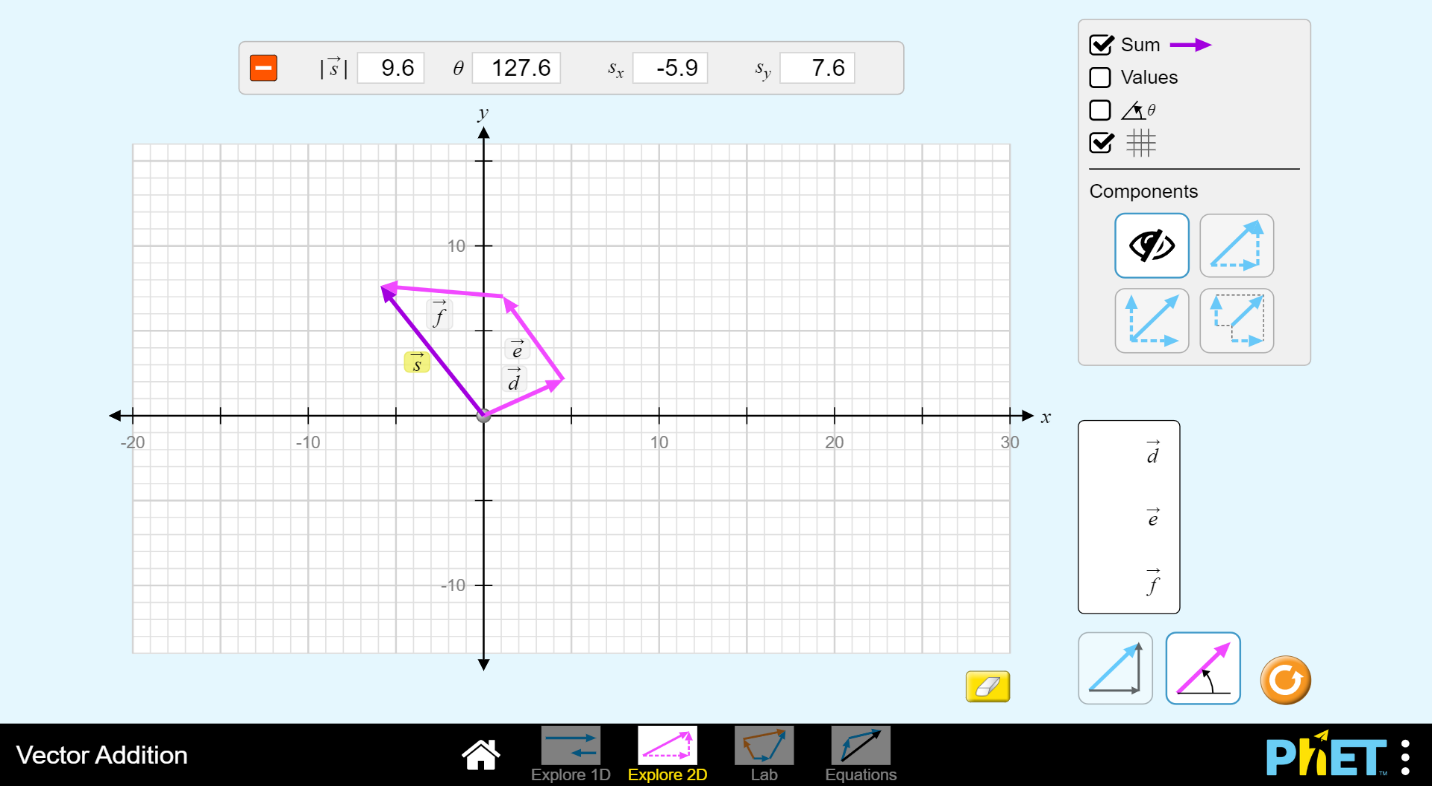 |s⃗| 9.6 θ 127.6 sx -5.9 sy 7.6
Sum
Values
θ
Components
y
10
f⃗
e⃗
s⃗
d⃗
x
-20 -10 10 20 30
-10
d⃗
e⃗
f⃗
Vector Addition
Explore 1D Explore 2D Lab Equations
PhET™